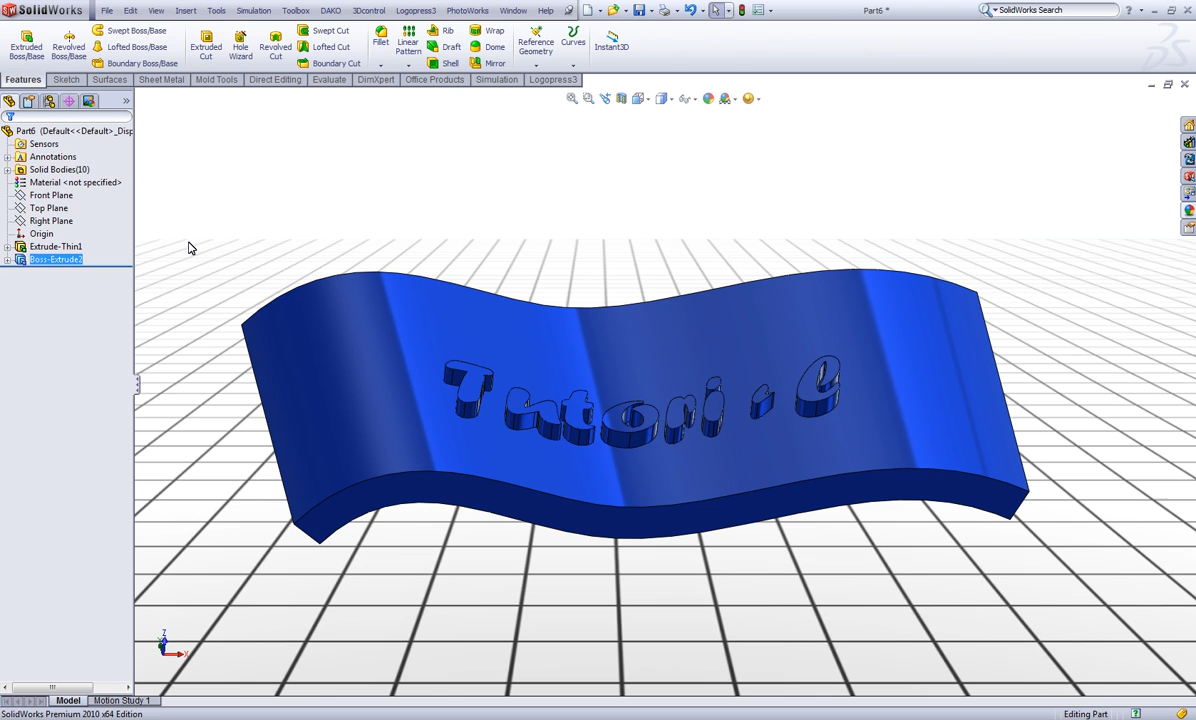 SolidWorks File Edit View Insert Tools Simulation Toolbox DAKO 3Dcontrol Logopress3 PhotoWorks Window Help Part6 * SolidWorks Search
Extruded Boss/Base Revolved Boss/Base Swept Boss/Base Lofted Boss/Base Boundary Boss/Base Extruded Cut Hole Wizard Revolved Cut Swept Cut Lofted Cut Boundary Cut Fillet Linear Pattern Rib Draft Shell Wrap Dome Mirror Reference Geometry Curves Instant3D
Features Sketch Surfaces Sheet Metal Mold Tools Direct Editing Evaluate DimXpert Office Products Simulation Logopress3
Part6 (Default<<Default>_Disp
Sensors
Annotations
Solid Bodies(10)
Material <not specified>
Front Plane
Top Plane
Right Plane
Origin
Extrude-Thin1
Boss-Extrude2
Z
X
Model Motion Study 1
SolidWorks Premium 2010 x64 Edition Editing Part